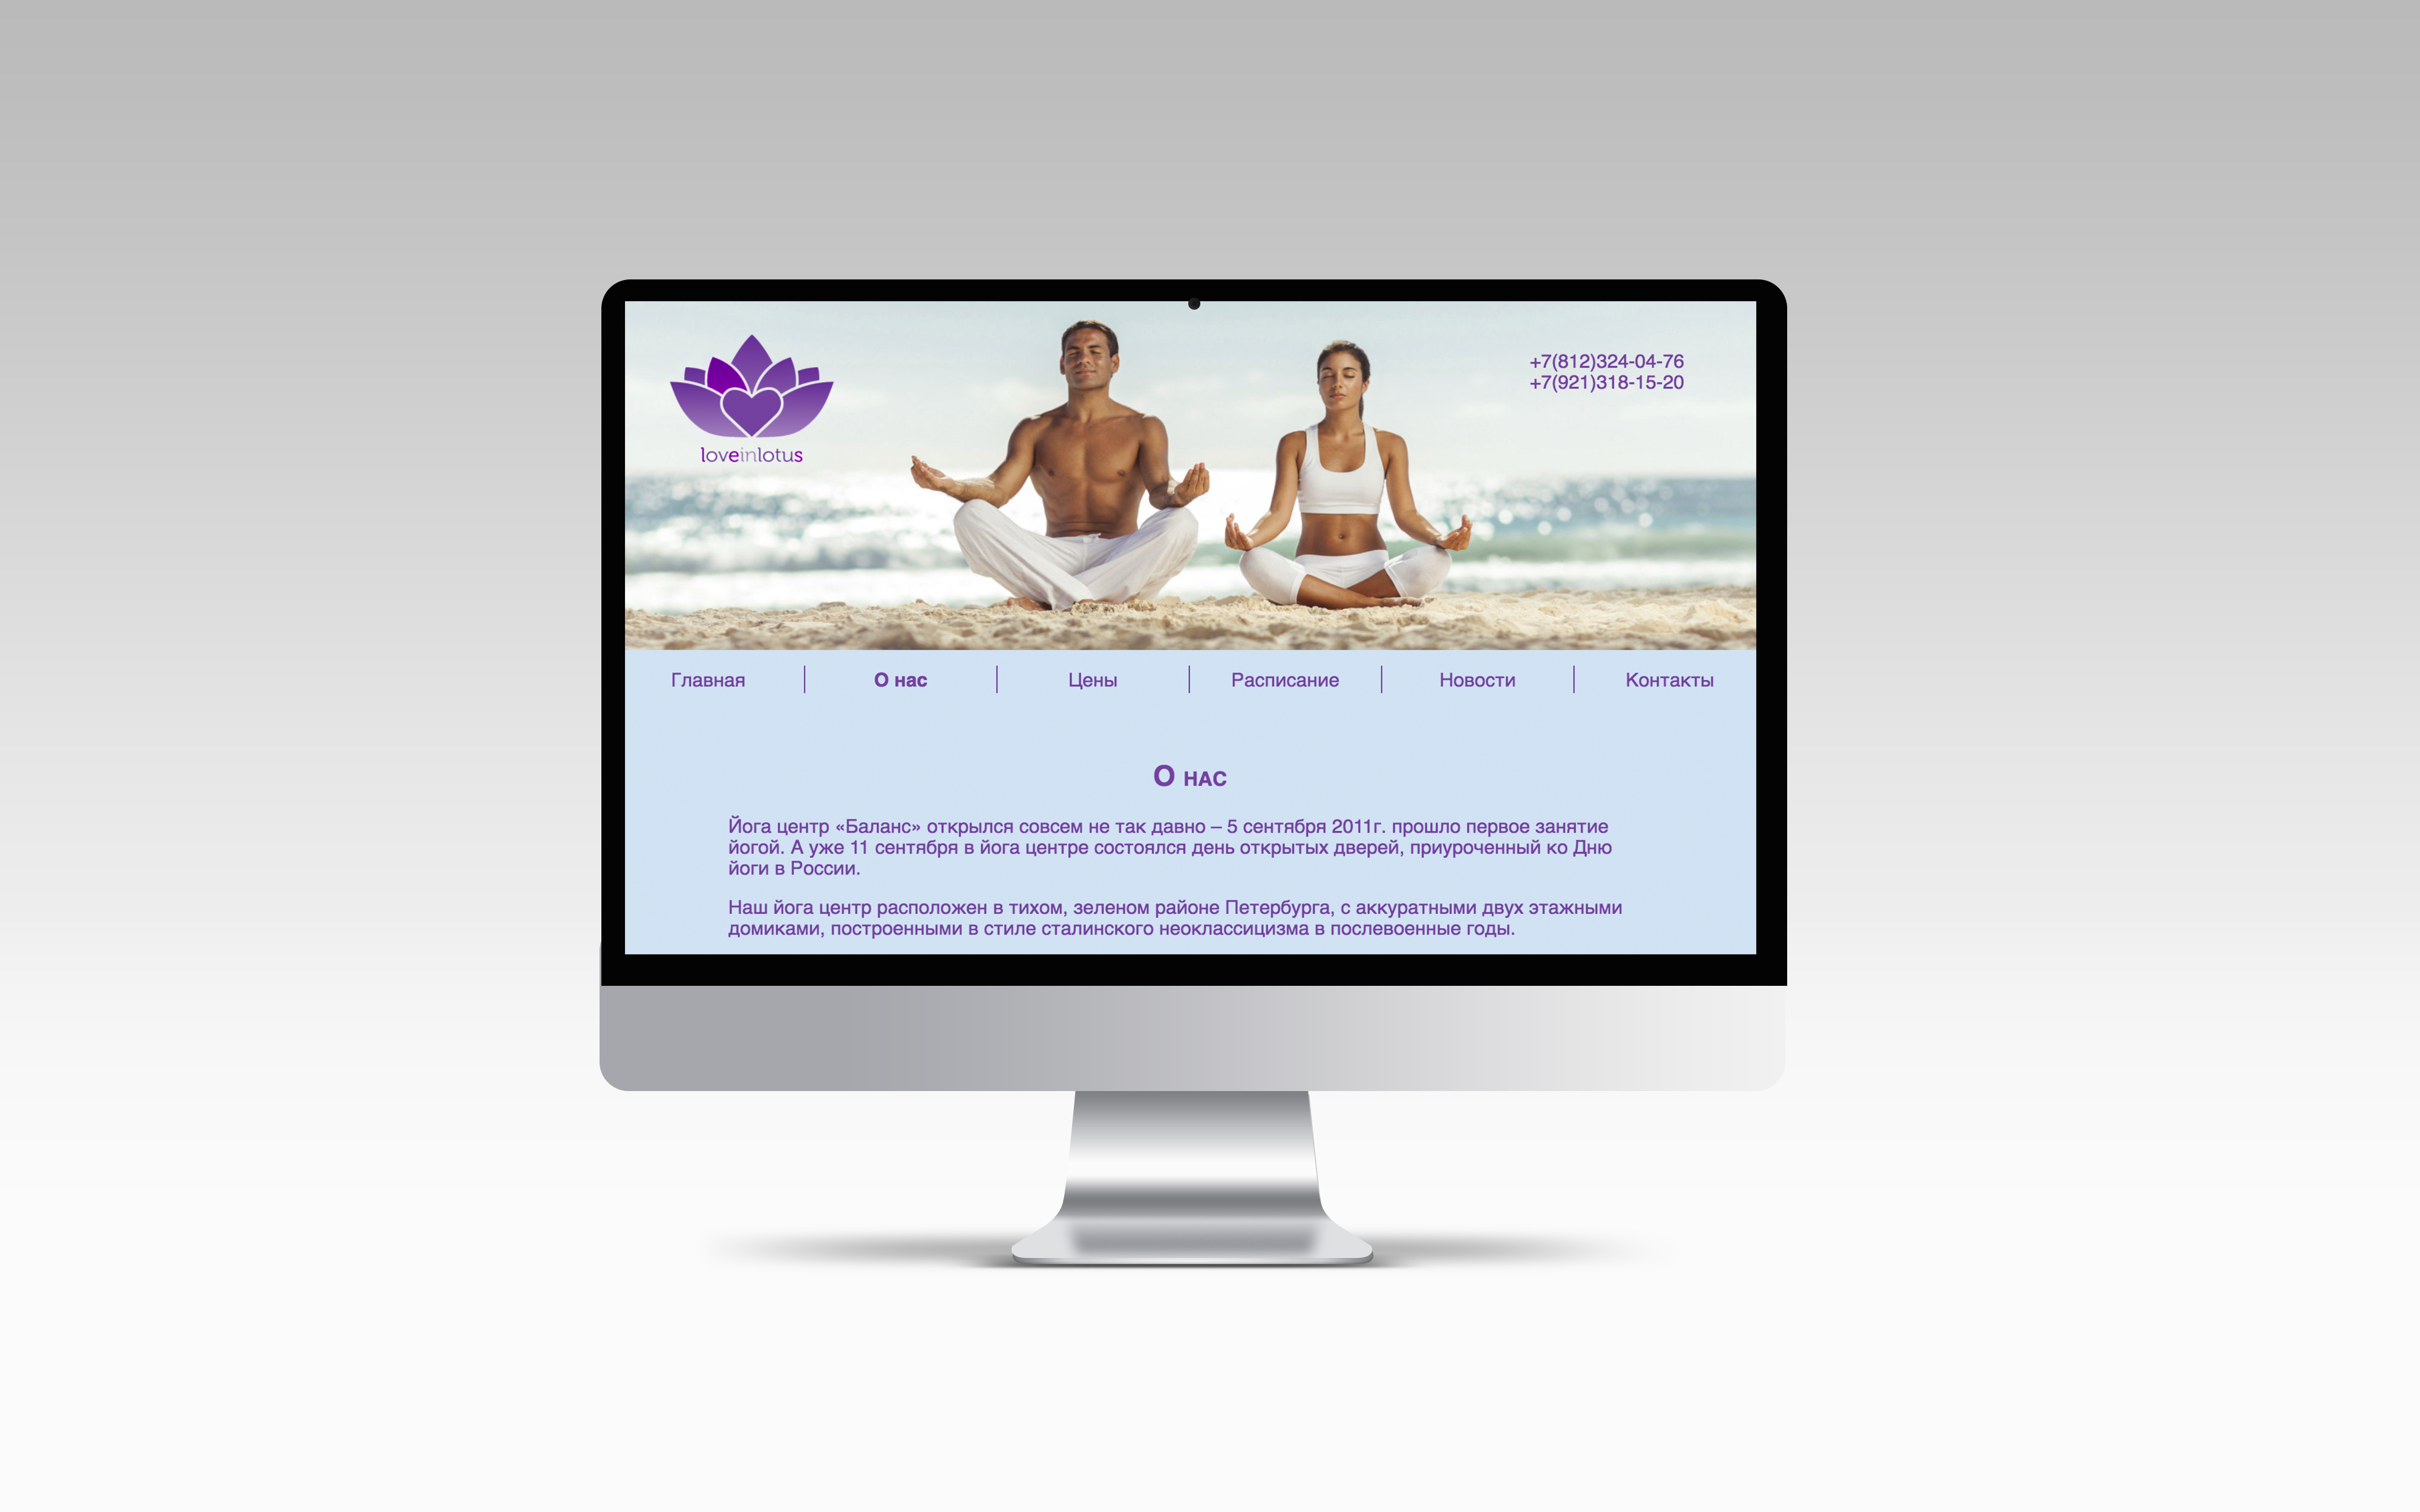 loveinlotus
+7(812)324-04-76
+7(921)318-15-20
Главная
О нас
Цены
Расписание
Новости
Контакты
О нас
Йога центр «Баланс» открылся совсем не так давно – 5 сентября 2011г. прошло первое занятие
йогой. А уже 11 сентября в йога центре состоялся день открытых дверей, приуроченный ко Дню
йоги в России.
Наш йога центр расположен в тихом, зеленом районе Петербурга, с аккуратными двух этажными
домиками, построенными в стиле сталинского неоклассицизма в послевоенные годы.